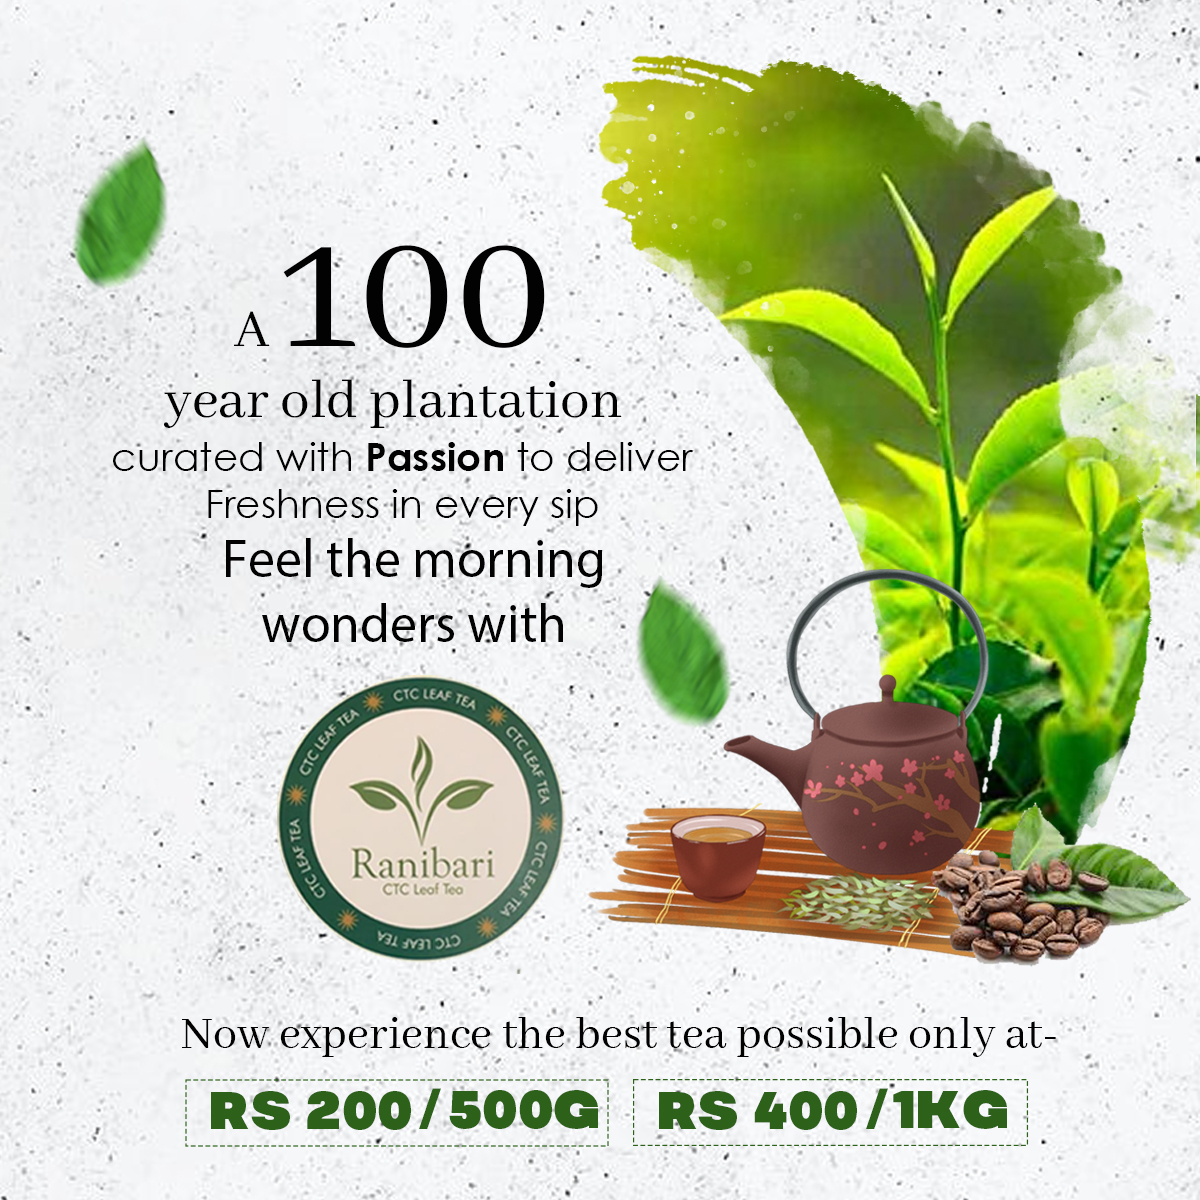 A 100
year old plantation
curated with Passion to deliver
Freshness in every sip
Feel the morning
wonders with
CTC LEAF TEA
CTC LEAF TEA
CTC LEAF TEA
CTC LEAF TEA
CTC LEAF TEA
CTC LEAF TEA
Ranibari
CTC Leaf Tea
Now experience the best tea possible only at-
RS 200/500G
RS 400/1KG